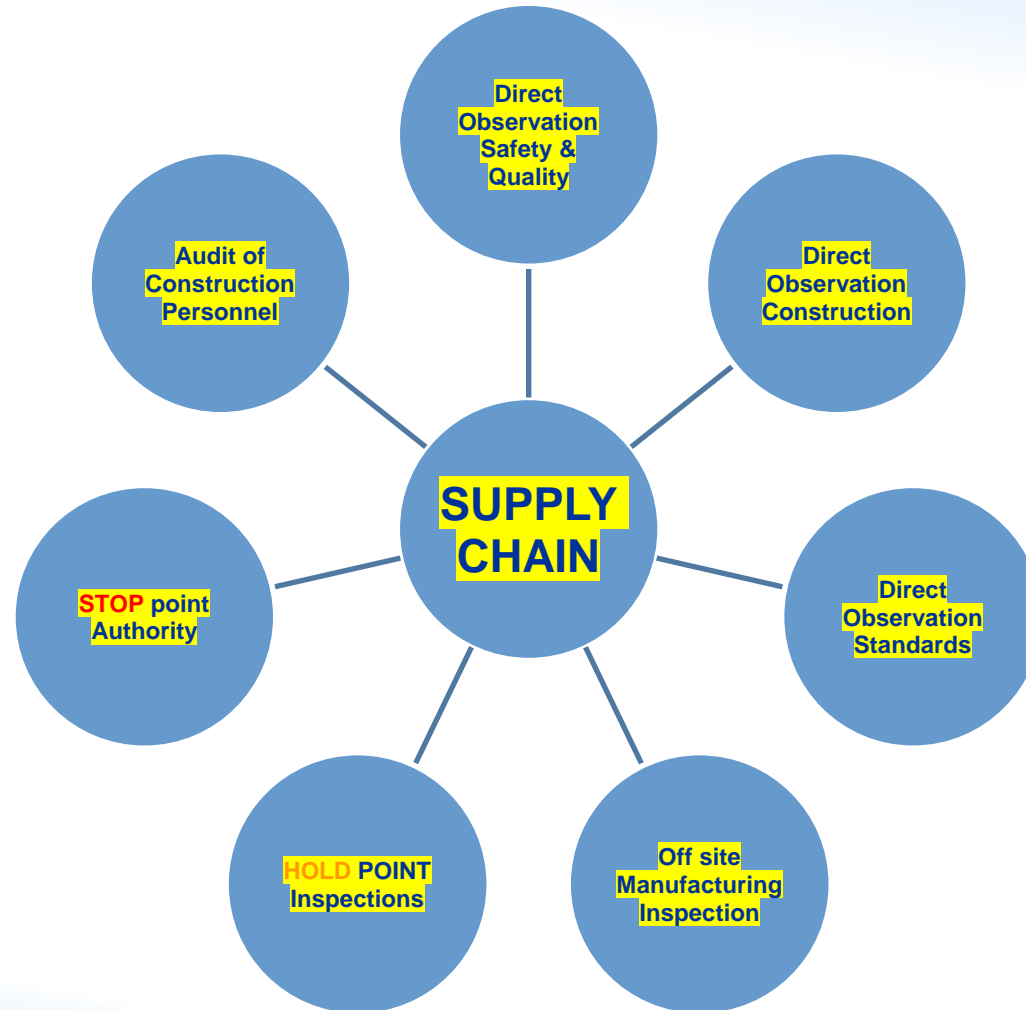 Direct
Observation
Safety &
Quality
Audit of
Construction
Personnel
Direct
Observation
Construction
SUPPLY
CHAIN
STOP point
Authority
Direct
Observation
Standards
HOLD POINT
Inspections
Off site
Manufacturing
Inspection